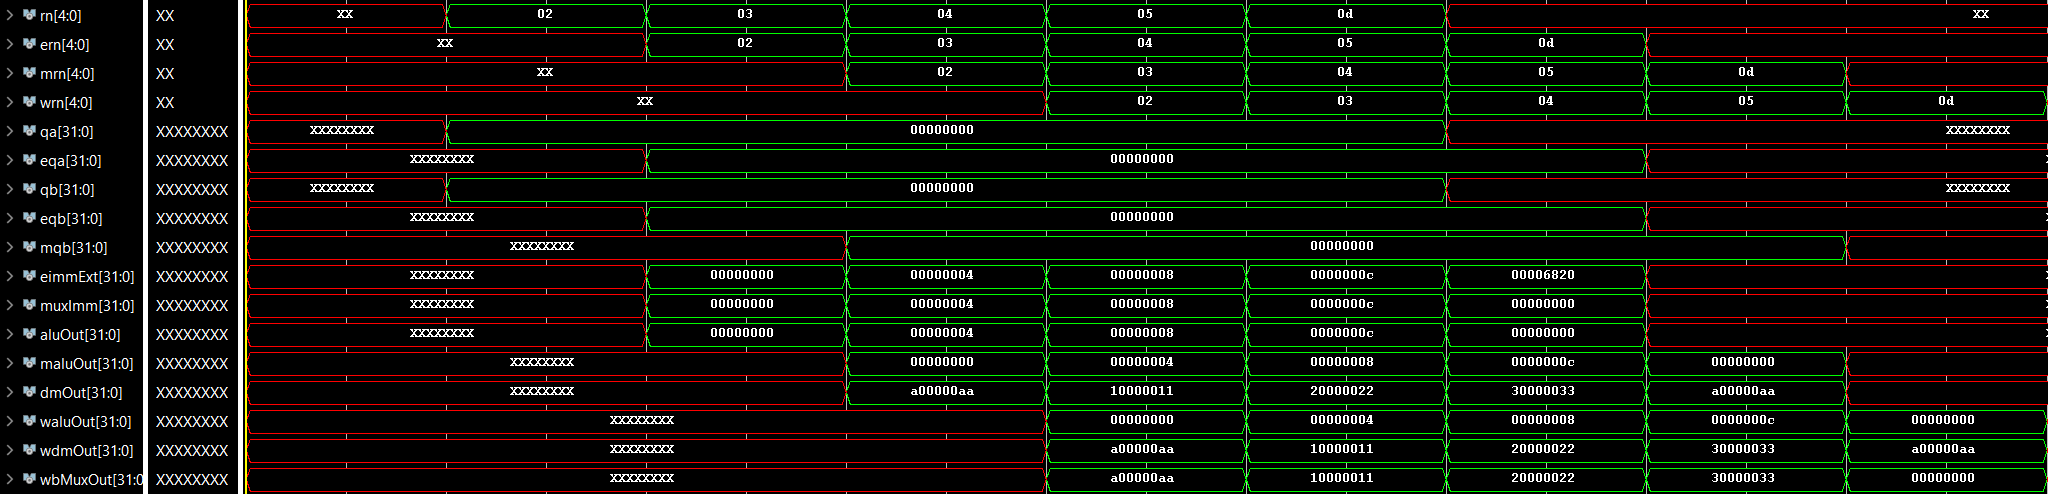 rn[4:0] XX XX 02 03 04 05 0d XX
ern[4:0] XX XX 02 03 04 05 0d
mrn[4:0] XX XX 02 03 04 05 0d
wrn[4:0] XX XX 02 03 04 05 0d
qa[31:0] XXXXXXXX XXXXXXXX 00000000 XXXXXXXX
eqa[31:0] XXXXXXXX XXXXXXXX 00000000
qb[31:0] XXXXXXXX XXXXXXXX 00000000 XXXXXXXX
eqb[31:0] XXXXXXXX XXXXXXXX 00000000
mqb[31:0] XXXXXXXX XXXXXXXX 00000000
eimmExt[31:0] XXXXXXXX XXXXXXXX 00000000 00000004 00000008 0000000c 00006820
muxImm[31:0] XXXXXXXX XXXXXXXX 00000000 00000004 00000008 0000000c 00000000
aluOut[31:0] XXXXXXXX XXXXXXXX 00000000 00000004 00000008 0000000c 00000000
maluOut[31:0] XXXXXXXX XXXXXXXX 00000000 00000004 00000008 0000000c 00000000
dmOut[31:0] XXXXXXXX XXXXXXXX a00000aa 10000011 20000022 30000033 a00000aa
waluOut[31:0] XXXXXXXX XXXXXXXX 00000000 00000004 00000008 0000000c 00000000
wdmOut[31:0] XXXXXXXX XXXXXXXX a00000aa 10000011 20000022 30000033 a00000aa
wbMuxOut[31:0 XXXXXXXX XXXXXXXX a00000aa 10000011 20000022 30000033 00000000